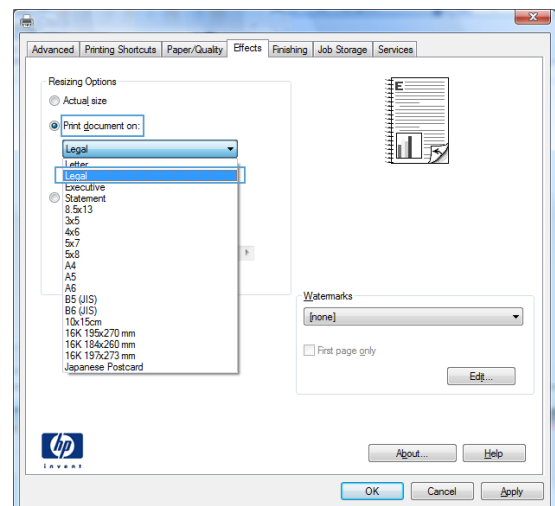 Advanced Printing Shortcuts Paper/Quality Effects Finishing Job Storage Services
Resizing Options
Actual size
Print document on:
Legal
Letter
Legal
Executive
Statement
8.5x13
3x5
4x6
5x7
5x8
A4
A5
A6
B5 (JIS)
B6 (JIS)
10x15cm
16K 195x270 mm
16K 184x260 mm
16K 197x273 mm
Japanese Postcard
E
Watermarks
[none]
First page only
Edit...
hp
invent
About... Help
OK Cancel Apply